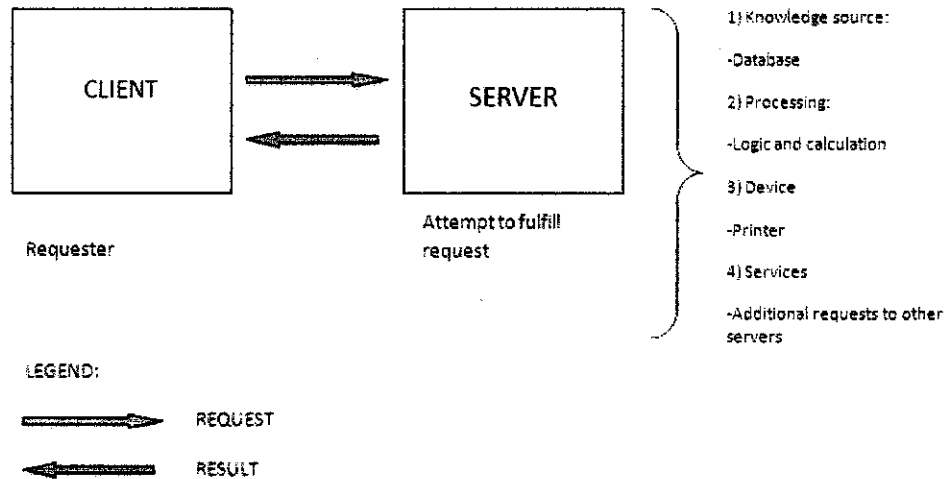 CLIENT
SERVER
Requester
Attempt to fulfill
request
1) Knowledge source:
-Database
2) Processing:
-Logic and calculation
3) Device
-Printer
4) Services
-Additional requests to other
servers
LEGEND:
REQUEST
RESULT